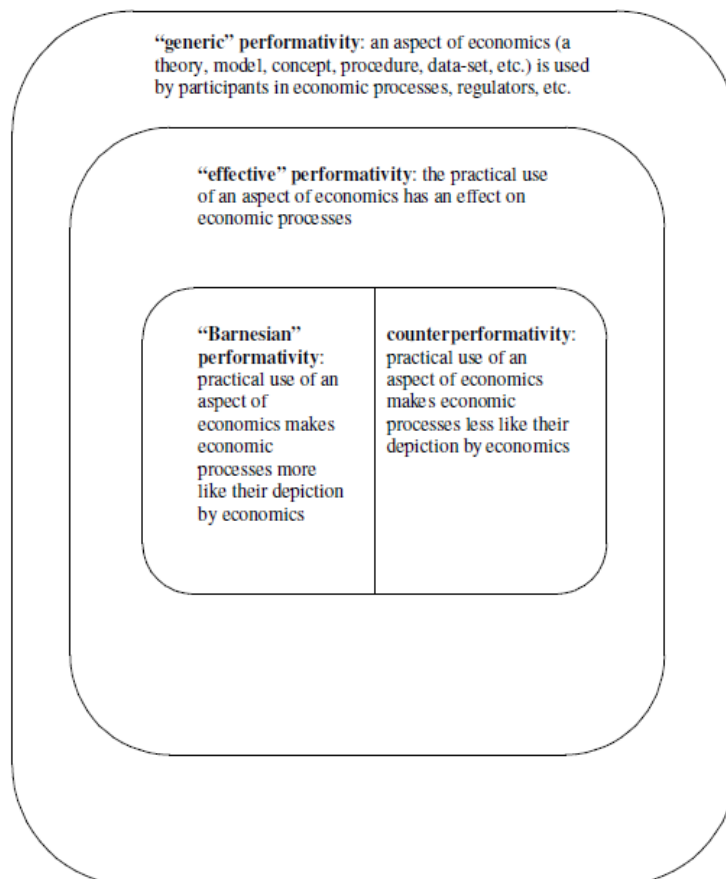 “generic” performativity: an aspect of economics (a
theory, model, concept, procedure, data-set, etc.) is used
by participants in economic processes, regulators, etc.
“effective” performativity: the practical use
of an aspect of economics has an effect on
economic processes
“Barnesian”
performativity:
practical use of an
aspect of
economics makes
economic
processes more
like their depiction
by economics
counterperformativity:
practical use of an
aspect of economics
makes economic
processes less like their
depiction by economics